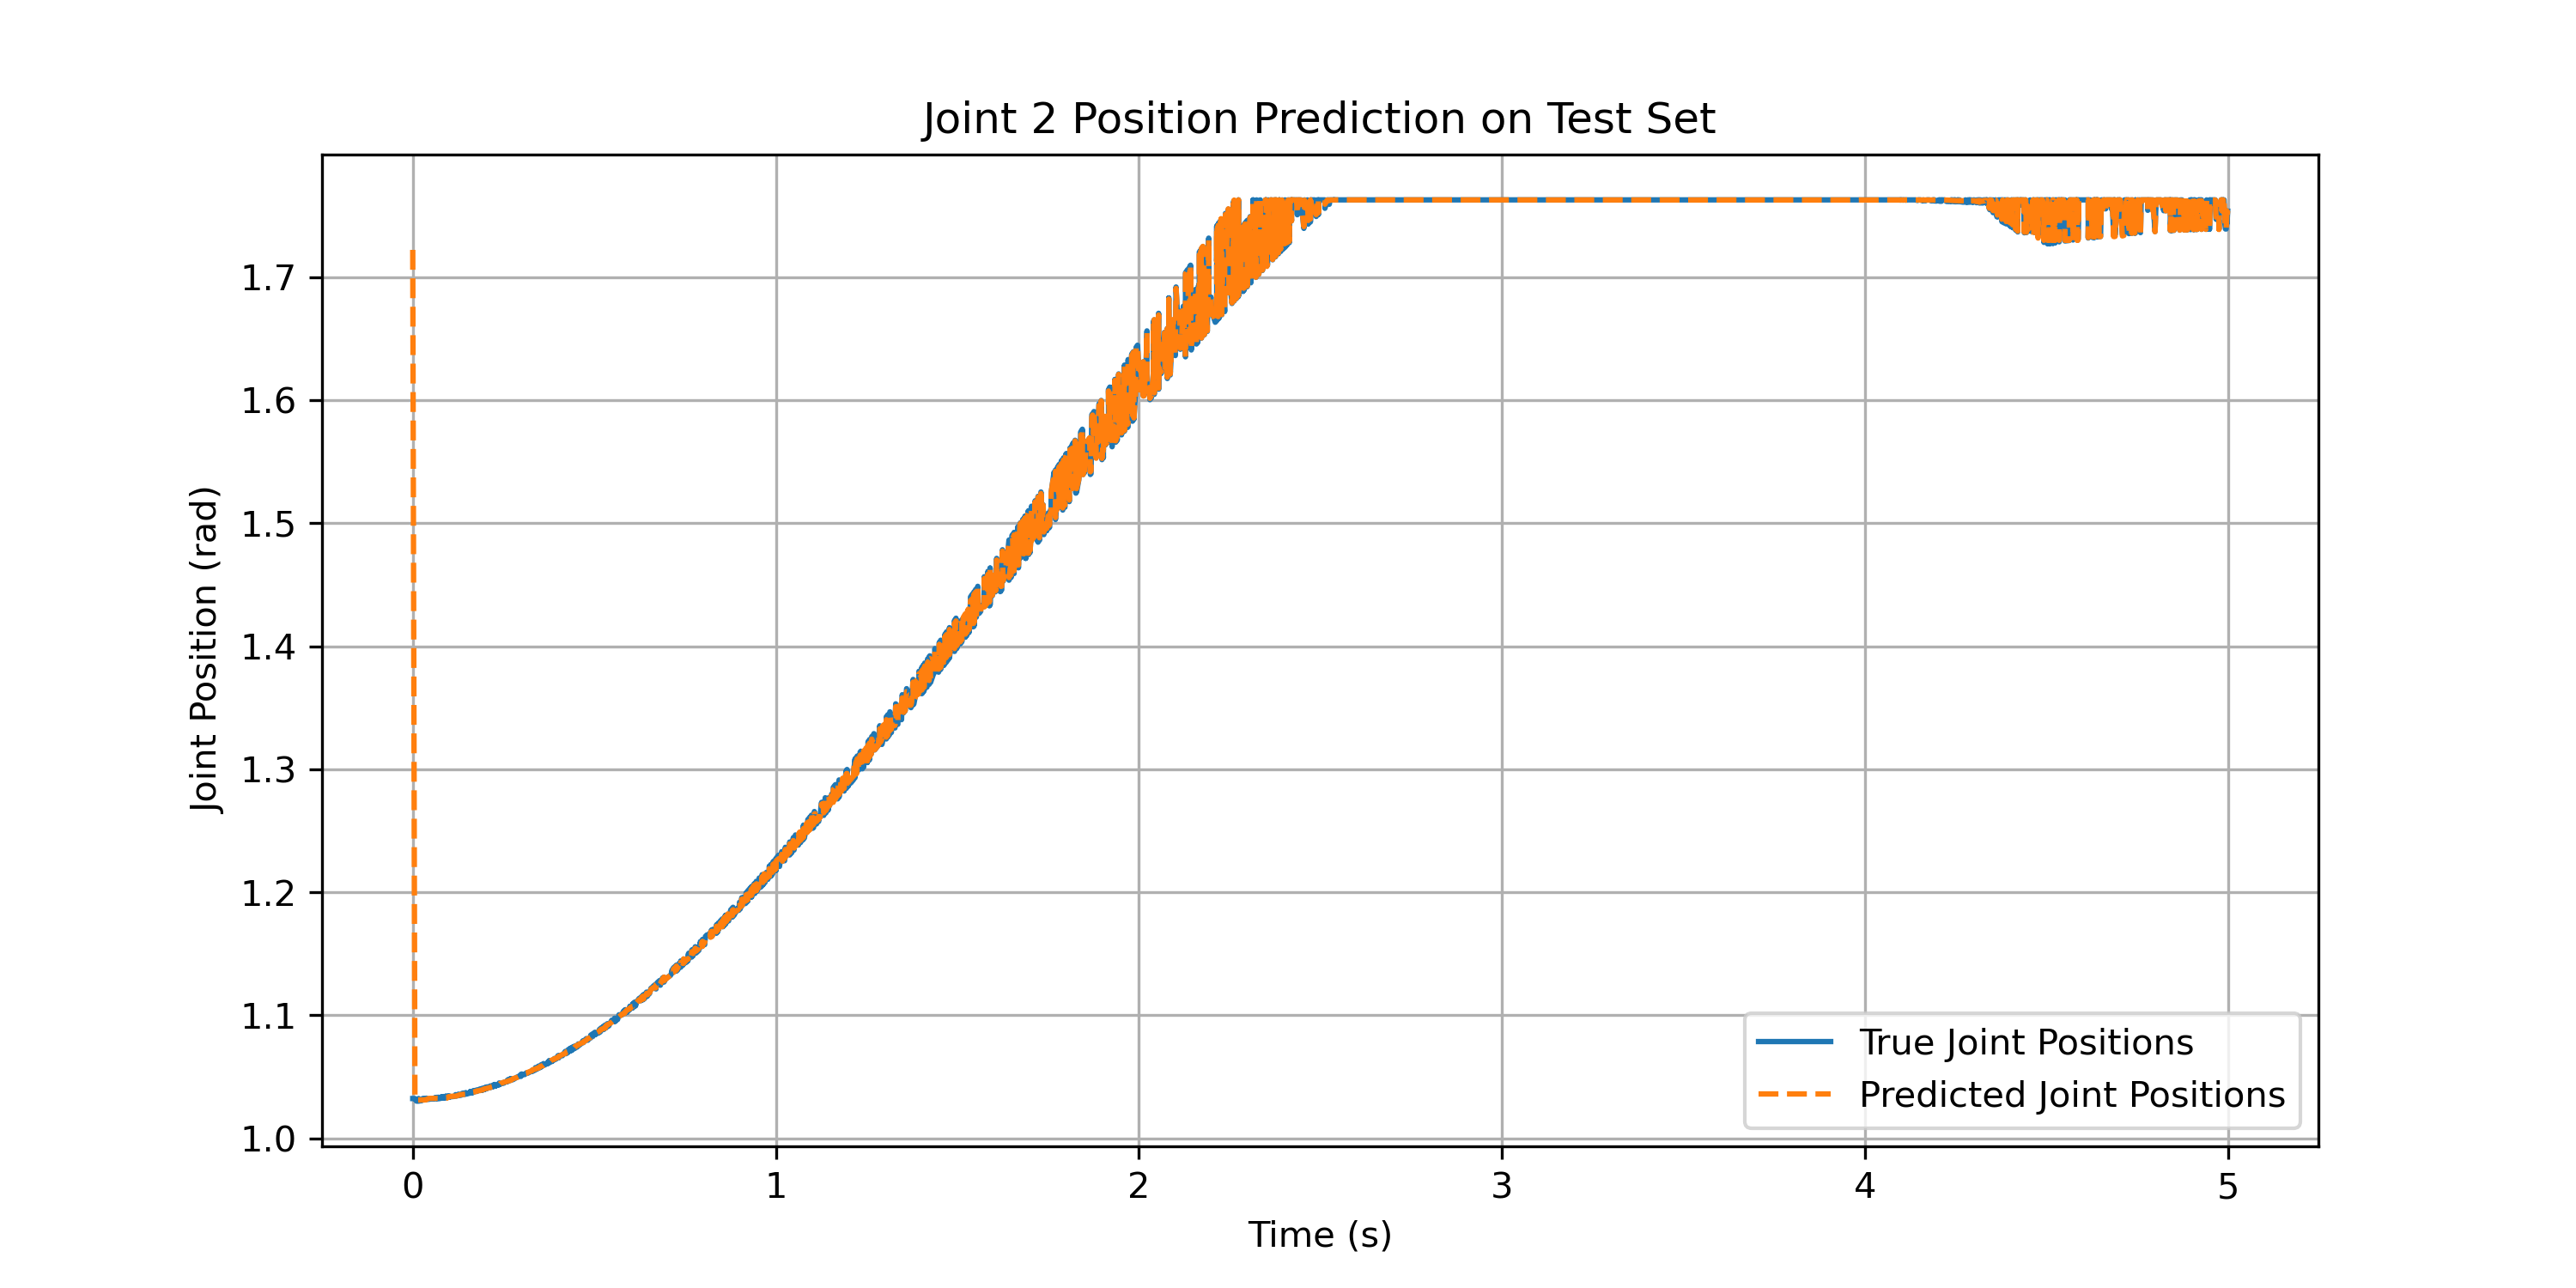 Joint 2 Position Prediction on Test Set
Joint Position (rad)
1.7
1.6
1.5
1.4
1.3
1.2
1.1
1.0
True Joint Positions
Predicted Joint Positions
0 1 2 3 4 5
Time (s)